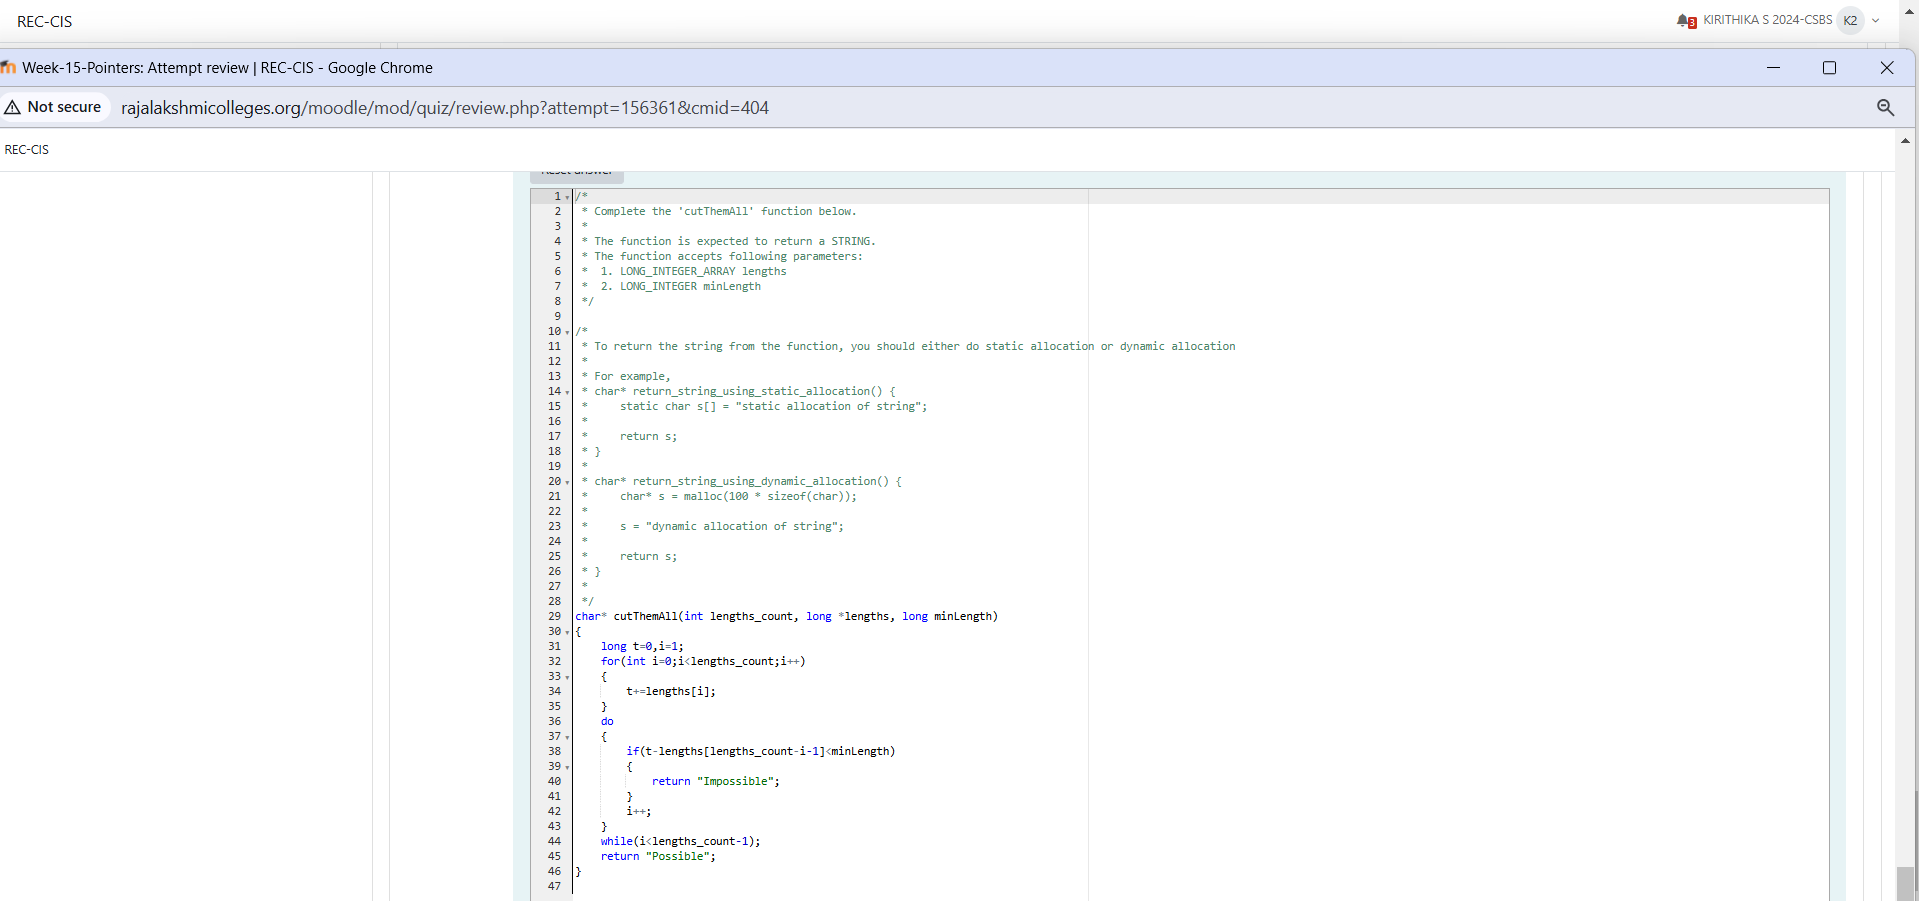 REC-CIS
3 KIRITHIKA S 2024-CSBS K2
Week-15-Pointers: Attempt review | REC-CIS - Google Chrome
Not secure rajalakshmicolleges.org/moodle/mod/quiz/review.php?attempt=156361&cmid=404
REC-CIS
Reset answer
1 /*
2  * Complete the 'cutThemAll' function below.
3  *
4  * The function is expected to return a STRING.
5  * The function accepts following parameters:
6  *  1. LONG_INTEGER_ARRAY lengths
7  *  2. LONG_INTEGER minLength
8  */
9
10 /*
11  * To return the string from the function, you should either do static allocation or dynamic allocation
12  *
13  * For example,
14  * char* return_string_using_static_allocation() {
15  *     static char s[] = "static allocation of string";
16  *
17  *     return s;
18  * }
19  *
20  * char* return_string_using_dynamic_allocation() {
21  *     char* s = malloc(100 * sizeof(char));
22  *
23  *     s = "dynamic allocation of string";
24  *
25  *     return s;
26  * }
27  *
28  */
29 char* cutThemAll(int lengths_count, long *lengths, long minLength)
30 {
31     long t=0,i=1;
32     for(int i=0;i<lengths_count;i++)
33     {
34         t+=lengths[i];
35     }
36     do
37     {
38         if(t-lengths[lengths_count-i-1]<minLength)
39         {
40             return "Impossible";
41         }
42         i++;
43     }
44     while(i<lengths_count-1);
45     return "Possible";
46 }
47